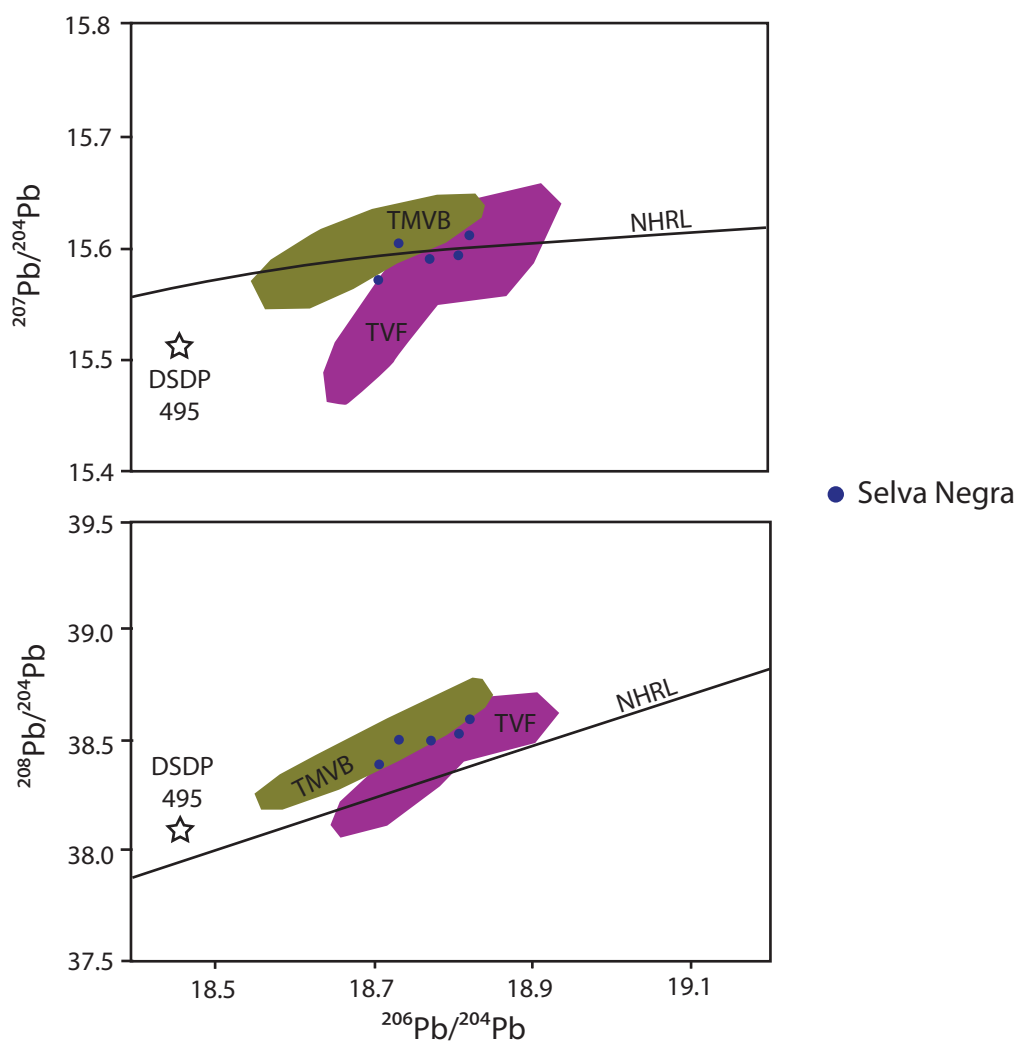 15.8
15.7
15.6
15.5
15.4
²⁰⁷Pb/²⁰⁴Pb
TMVB
NHRL
TVF
DSDP
495
Selva Negra
39.5
39.0
38.5
38.0
37.5
²⁰⁸Pb/²⁰⁴Pb
NHRL
TVF
TMVB
DSDP
495
18.5
18.7
18.9
19.1
²⁰⁶Pb/²⁰⁴Pb